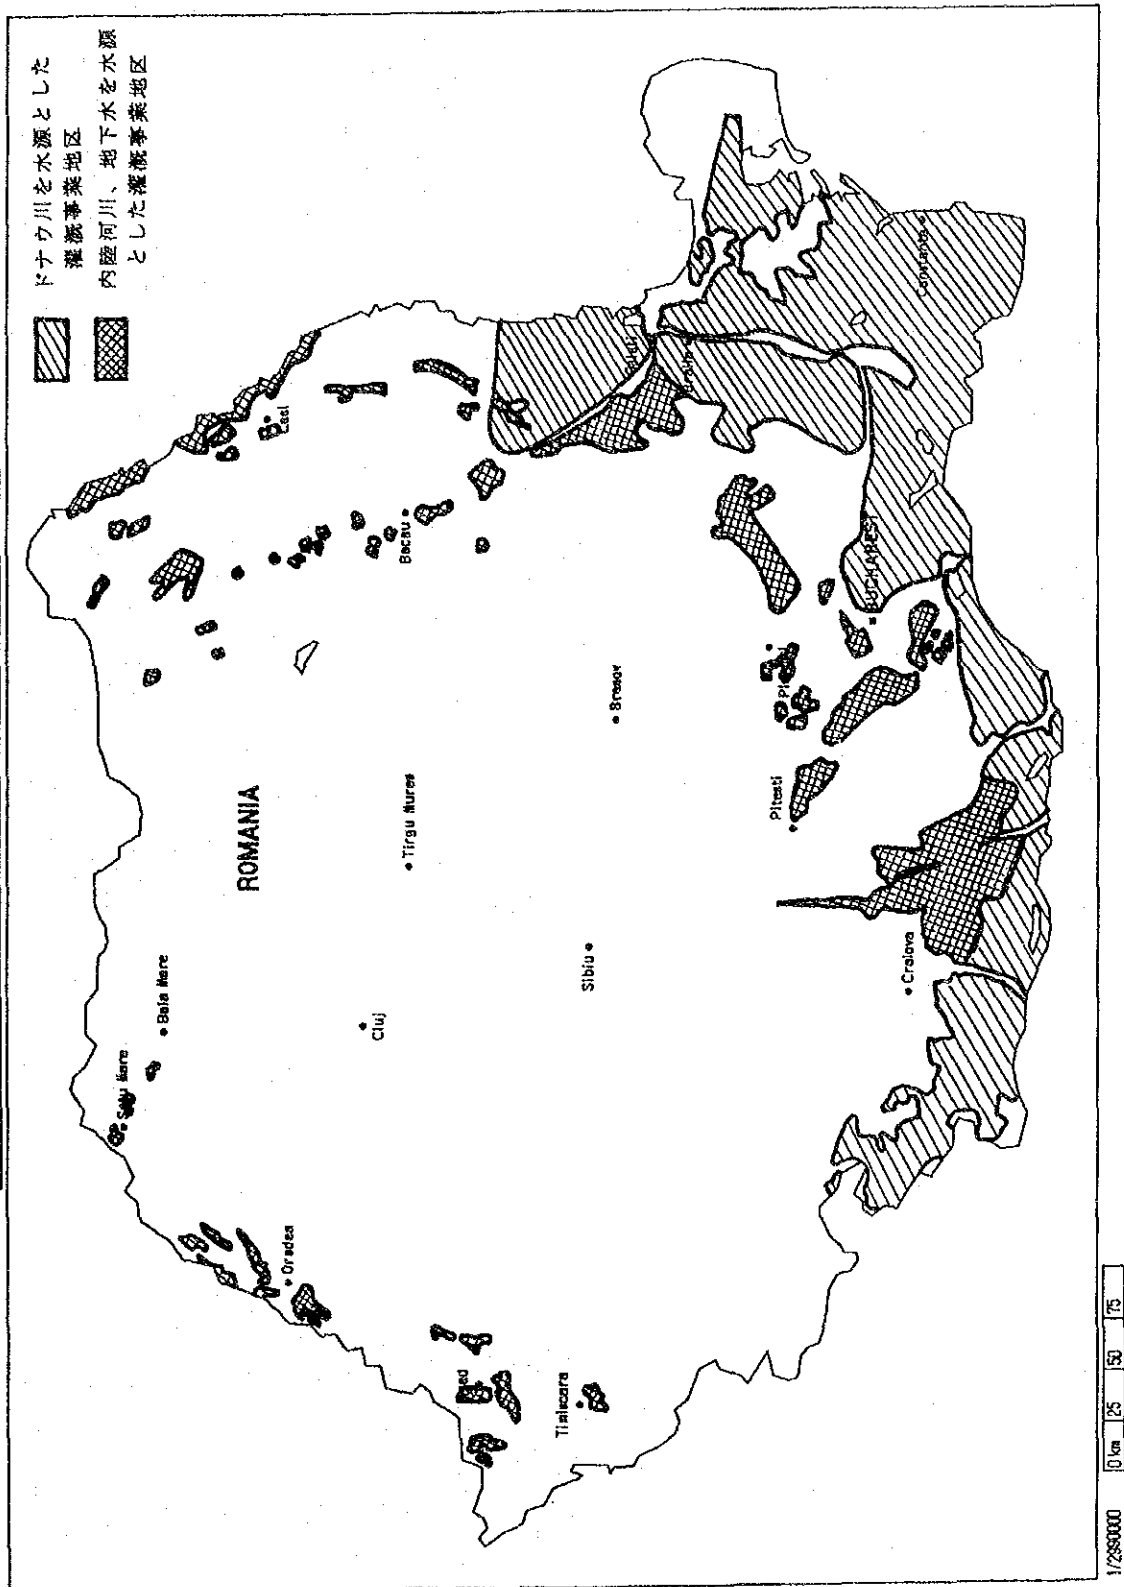 ドナウ川を水源とした
灌漑事業地区
内陸河川、地下水を水源
とした灌漑事業地区
ROMANIA
Satu Mare
Baia Mare
Oradea
Cluj
Tirgu Mures
Iasi
Bacau
Timisoara
Sibiu
Brasov
Pitesti
Craiova
BUCHAREST
Constanta
0 km 25 50 75
1/2990000